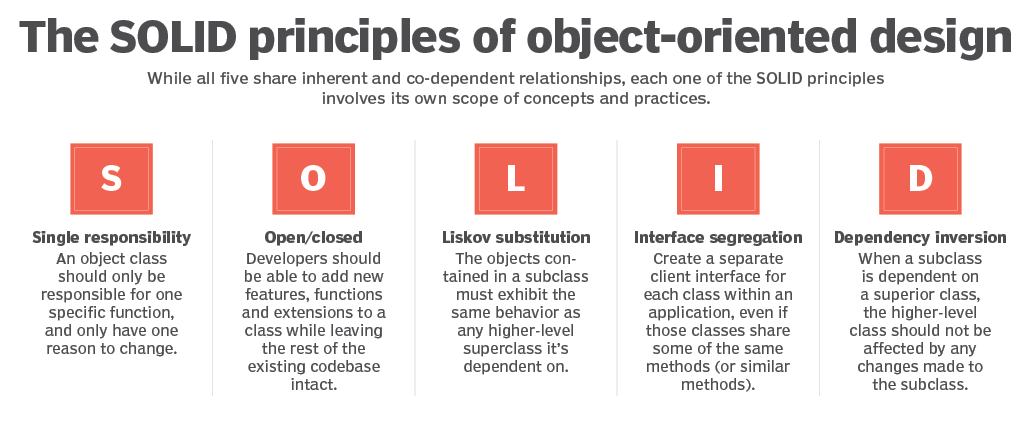 The SOLID principles of object-oriented design
While all five share inherent and co-dependent relationships, each one of the SOLID principles
involves its own scope of concepts and practices.
S
Single responsibility
An object class
should only be
responsible for one
specific function,
and only have one
reason to change.
O
Open/closed
Developers should
be able to add new
features, functions
and extensions to a
class while leaving
the rest of the
existing codebase
intact.
L
Liskov substitution
The objects con-
tained in a subclass
must exhibit the
same behavior as
any higher-level
superclass it's
dependent on.
I
Interface segregation
Create a separate
client interface for
each class within an
application, even if
those classes share
some of the same
methods (or similar
methods).
D
Dependency inversion
When a subclass
is dependent on
a superior class,
the higher-level
class should not be
affected by any
changes made to
the subclass.